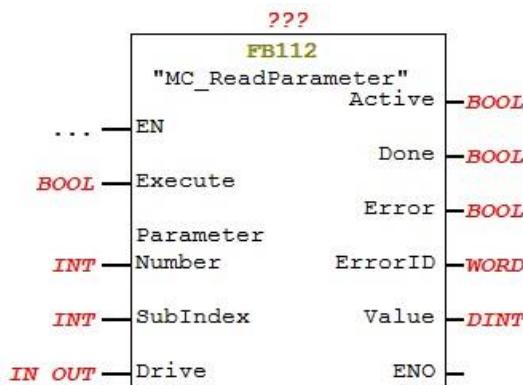 ???
FB112
"MC_ReadParameter"
Active BOOL
... EN
Done BOOL
BOOL Execute
Error BOOL
Parameter
INT Number ErrorID WORD
INT SubIndex Value DINT
IN OUT Drive ENO